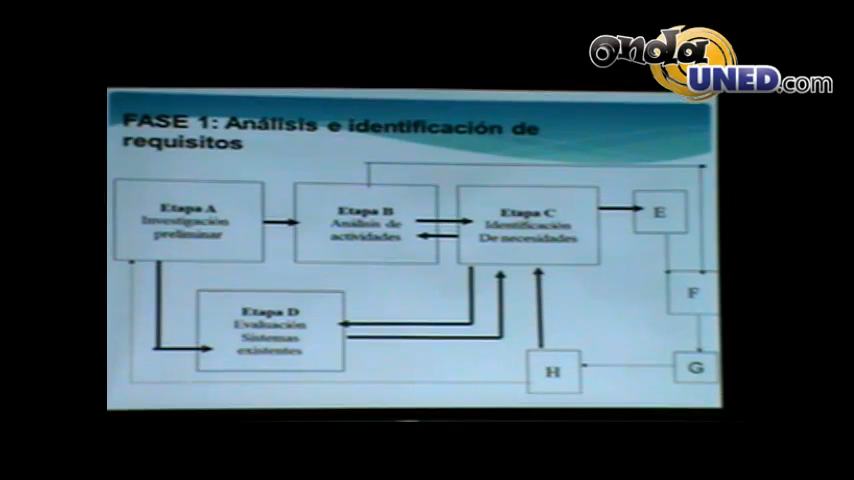 onda
UNED.com
FASE 1: Análisis e identificación de
requisitos
Etapa A
Investigación
preliminar
Etapa B
Análisis de
actividades
Etapa C
Identificación
De necesidades
E
Etapa D
Evaluación
Sistemas
existentes
F
H
G